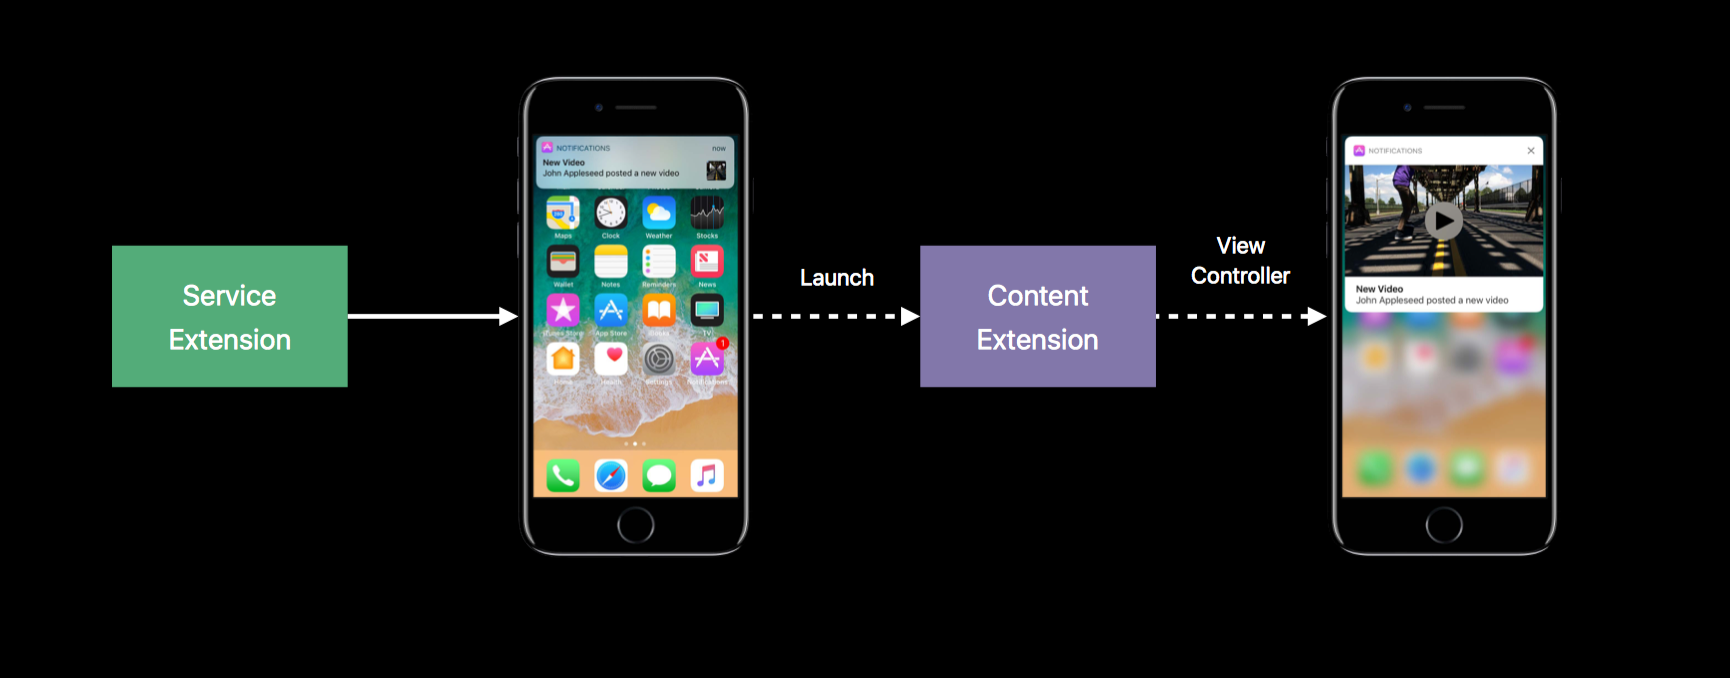 Service
Extension
NOTIFICATIONS
now
New Video
John Appleseed posted a new video
Maps
Clock
Weather
Stocks
Wallet
Notes
Reminders
News
iTunes Store
App Store
iBooks
TV
1
Home
Health
Settings
Notifications
Launch
Content
Extension
View
Controller
NOTIFICATIONS
New Video
John Appleseed posted a new video